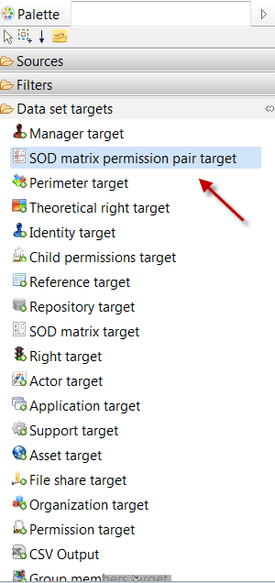 Palette
Sources
Filters
Data set targets
Manager target
SOD matrix permission pair target
Perimeter target
Theoretical right target
Identity target
Child permissions target
Reference target
Repository target
SOD matrix target
Right target
Actor target
Application target
Support target
Asset target
File share target
Organization target
Permission target
CSV Output
Group members target